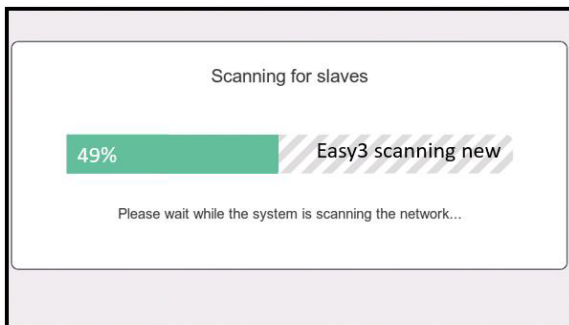 Scanning for slaves
49% Easy3 scanning new
Please wait while the system is scanning the network...